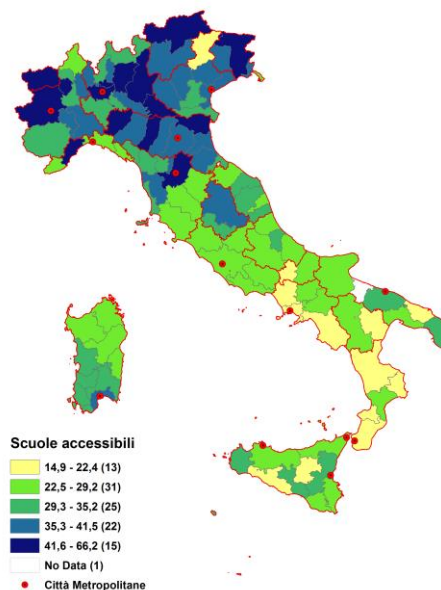 Scuole accessibili
14,9 - 22,4 (13)
22,5 - 29,2 (31)
29,3 - 35,2 (25)
35,3 - 41,5 (22)
41,6 - 66,2 (15)
No Data (1)
Città Metropolitane